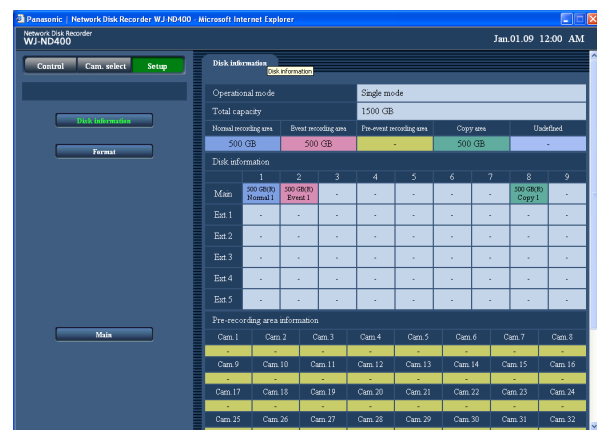 Panasonic | Network Disk Recorder WJ-ND400 - Microsoft Internet Explorer
Network Disk Recorder
WJ-ND400
Jan.01.09 12:00 AM
Control Cam. select Setup
Disk information
Disk information
Disk information
Format
Main
Operational mode Single mode
Total capacity 1500 GB
Normal recording area Event recording area Pre-event recording area Copy area Undefined
500 GB 500 GB - 500 GB -
Disk information
1 2 3 4 5 6 7 8 9
Main 500 GB(R) Normal 1 500 GB(R) Event 1 - - - - - 500 GB(R) Copy 1 -
Ext.1 - - - - - - - - -
Ext.2 - - - - - - - - -
Ext.3 - - - - - - - - -
Ext.4 - - - - - - - - -
Ext.5 - - - - - - - - -
Pre-recording area information
Cam.1 Cam.2 Cam.3 Cam.4 Cam.5 Cam.6 Cam.7 Cam.8
- - - - - - - -
Cam.9 Cam.10 Cam.11 Cam.12 Cam.13 Cam.14 Cam.15 Cam.16
- - - - - - - -
Cam.17 Cam.18 Cam.19 Cam.20 Cam.21 Cam.22 Cam.23 Cam.24
- - - - - - - -
Cam.25 Cam.26 Cam.27 Cam.28 Cam.29 Cam.30 Cam.31 Cam.32